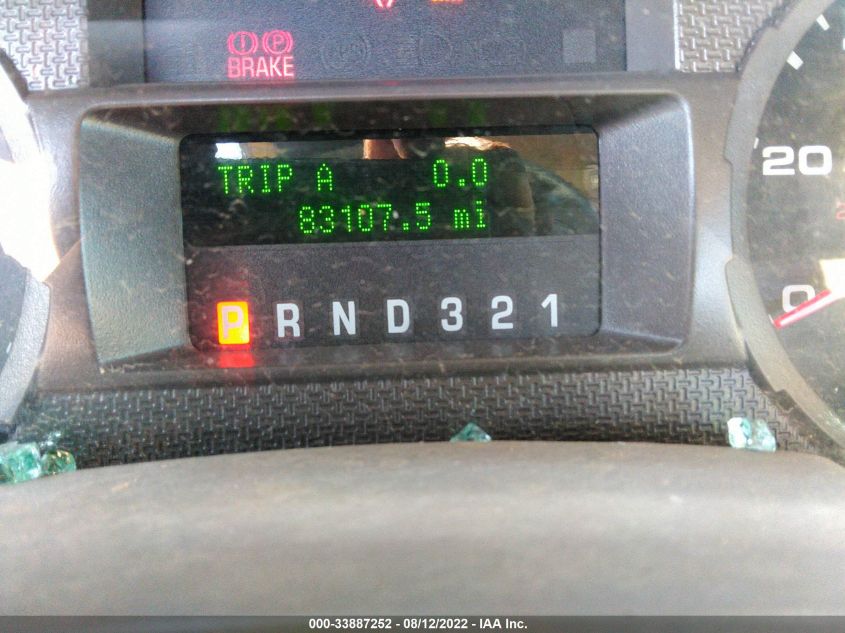 BRAKE
TRIP A 0.0
83107.5 mi
P R N D 3 2 1
20
0
000-33887252 - 08/12/2022 - IAA Inc.